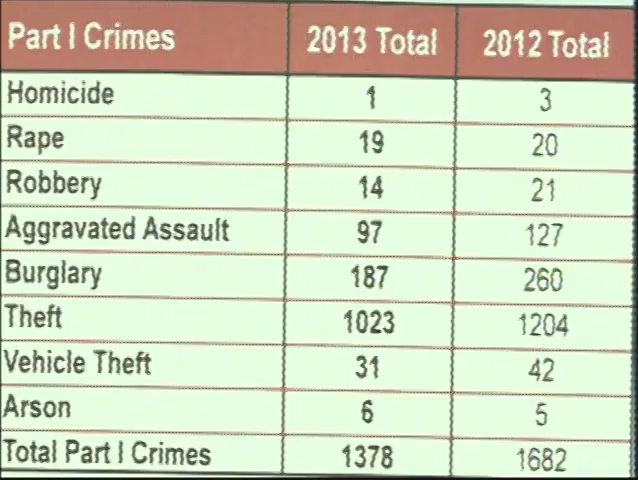 Part I Crimes 2013 Total 2012 Total
Homicide 1 3
Rape 19 20
Robbery 14 21
Aggravated Assault 97 127
Burglary 187 260
Theft 1023 1204
Vehicle Theft 31 42
Arson 6 5
Total Part I Crimes 1378 1682